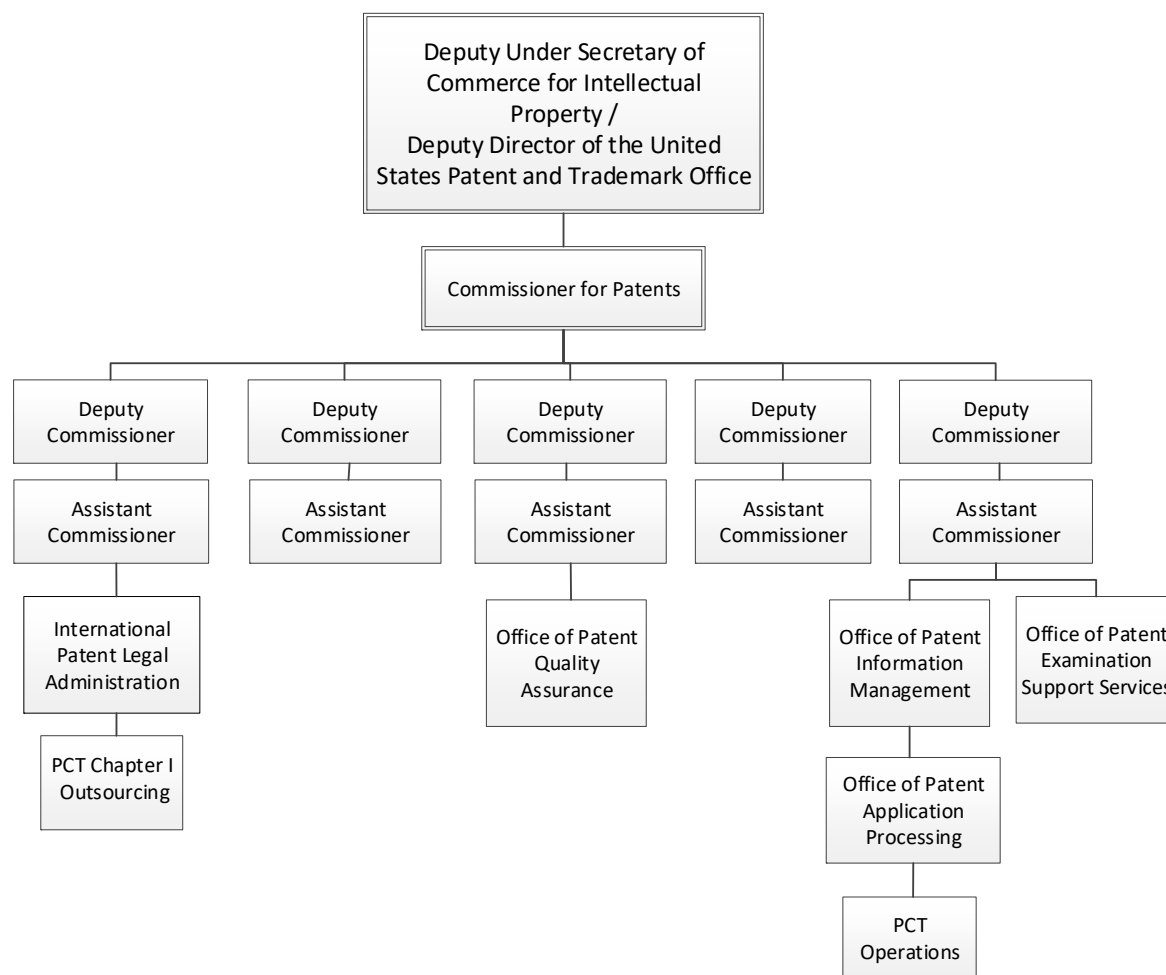 Deputy Under Secretary of
Commerce for Intellectual
Property /
Deputy Director of the United
States Patent and Trademark Office
Commissioner for Patents
Deputy
Commissioner
Deputy
Commissioner
Deputy
Commissioner
Deputy
Commissioner
Deputy
Commissioner
Assistant
Commissioner
Assistant
Commissioner
Assistant
Commissioner
Assistant
Commissioner
Assistant
Commissioner
International
Patent Legal
Administration
Office of Patent
Quality
Assurance
Office of Patent
Information
Management
Office of Patent
Examination
Support Services
PCT Chapter I
Outsourcing
Office of Patent
Application
Processing
PCT
Operations